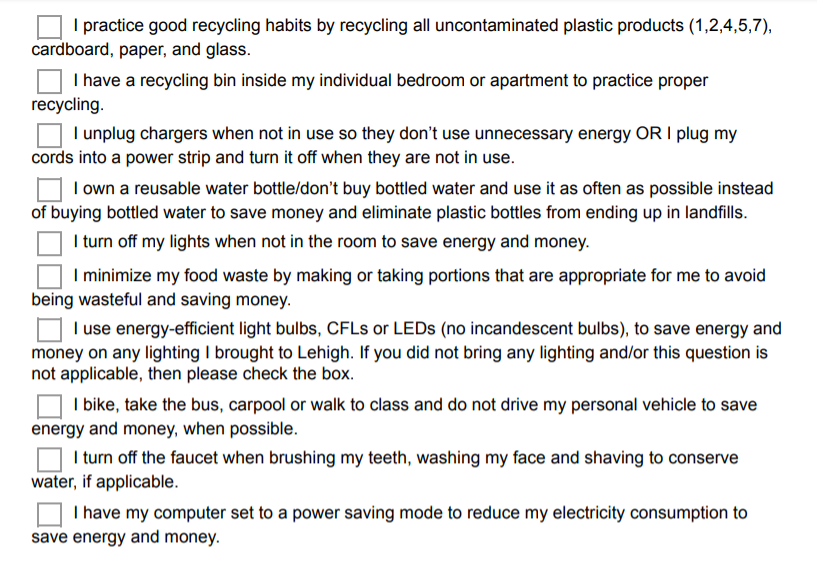 I practice good recycling habits by recycling all uncontaminated plastic products (1,2,4,5,7),
cardboard, paper, and glass.
I have a recycling bin inside my individual bedroom or apartment to practice proper
recycling.
I unplug chargers when not in use so they don't use unnecessary energy OR I plug my
cords into a power strip and turn it off when they are not in use.
I own a reusable water bottle/don't buy bottled water and use it as often as possible instead
of buying bottled water to save money and eliminate plastic bottles from ending up in landfills.
I turn off my lights when not in the room to save energy and money.
I minimize my food waste by making or taking portions that are appropriate for me to avoid
being wasteful and saving money.
I use energy-efficient light bulbs, CFLs or LEDs (no incandescent bulbs), to save energy and
money on any lighting I brought to Lehigh. If you did not bring any lighting and/or this question is
not applicable, then please check the box.
I bike, take the bus, carpool or walk to class and do not drive my personal vehicle to save
energy and money, when possible.
I turn off the faucet when brushing my teeth, washing my face and shaving to conserve
water, if applicable.
I have my computer set to a power saving mode to reduce my electricity consumption to
save energy and money.